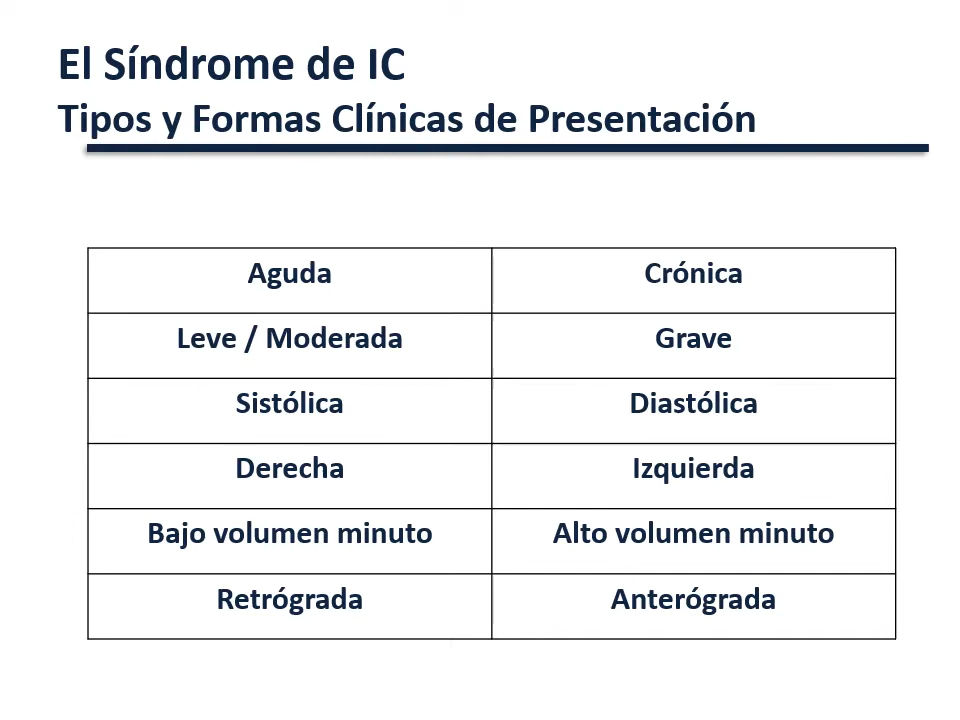 El Síndrome de IC
Tipos y Formas Clínicas de Presentación
Aguda Crónica
Leve / Moderada Grave
Sistólica Diastólica
Derecha Izquierda
Bajo volumen minuto Alto volumen minuto
Retrógrada Anterógrada